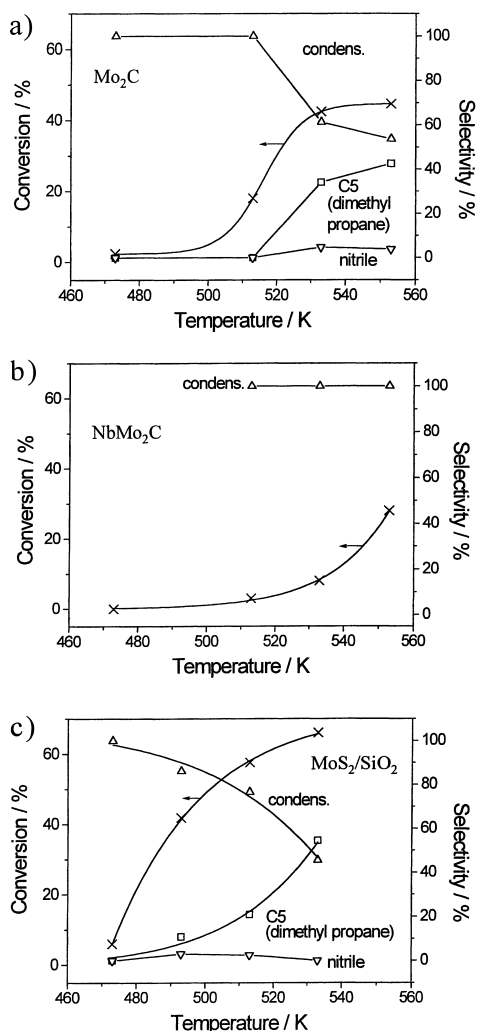 a)
condens.
Mo₂C
C5
(dimethyl
propane)
nitrile
Conversion / %
60
40
20
0
Selectivity / %
100
80
60
40
20
0
460 480 500 520 540 560
Temperature / K
b)
condens.
NbMo₂C
Conversion / %
60
40
20
0
Selectivity / %
100
80
60
40
20
0
460 480 500 520 540 560
Temperature / K
c)
MoS₂/SiO₂
condens.
C5
(dimethyl propane)
nitrile
Conversion / %
60
40
20
0
Selectivity / %
100
80
60
40
20
0
460 480 500 520 540 560
Temperature / K